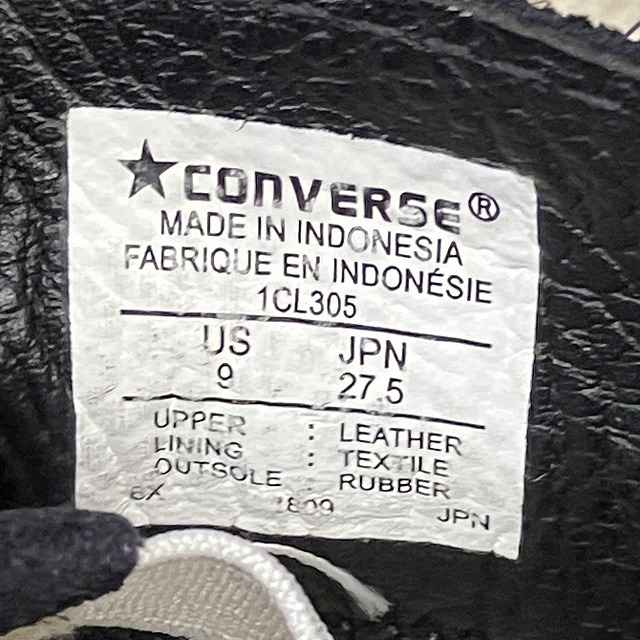 ★CONVERSE®
MADE IN INDONESIA
FABRIQUE EN INDONÉSIE
1CL305
US JPN
9 27.5
UPPER : LEATHER
LINING : TEXTILE
OUTSOLE : RUBBER
JPN